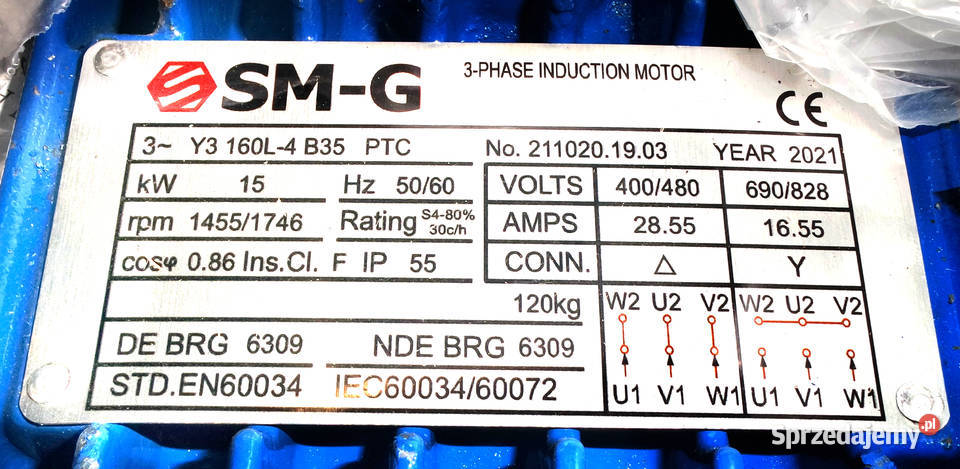 SM-G 3-PHASE INDUCTION MOTOR CE
3~ Y3 160L-4 B35 PTC No. 211020.19.03 YEAR 2021
kW 15 Hz 50/60 VOLTS 400/480 690/828
rpm 1455/1746 Rating S4-80% 30c/h AMPS 28.55 16.55
cosφ 0.86 Ins.Cl. F IP 55 CONN. △ Y
120kg W2 U2 V2 W2 U2 V2
DE BRG 6309 NDE BRG 6309
STD.EN60034 IEC60034/60072 U1 V1 W1 U1 V1 W1
Sprzedajemy.pl